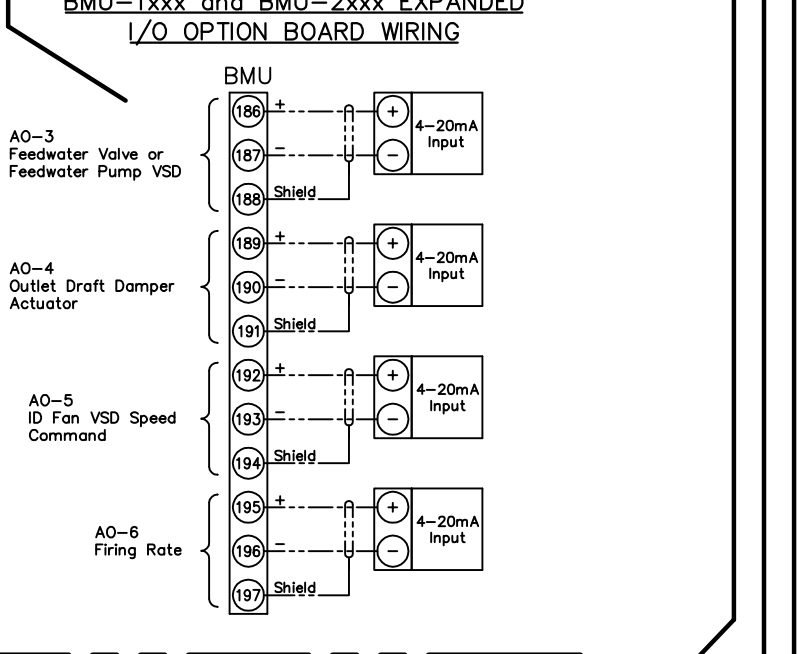 BMU-1xxx and BMU-2xxx EXPANDED
I/O OPTION BOARD WIRING
BMU
AO-3
Feedwater Valve or
Feedwater Pump VSD
186 + + 4-20mA
Input
187 - -
188 Shield
AO-4
Outlet Draft Damper
Actuator
189 + + 4-20mA
Input
190 - -
191 Shield
AO-5
ID Fan VSD Speed
Command
192 + + 4-20mA
Input
193 - -
194 Shield
AO-6
Firing Rate
195 + + 4-20mA
Input
196 - -
197 Shield